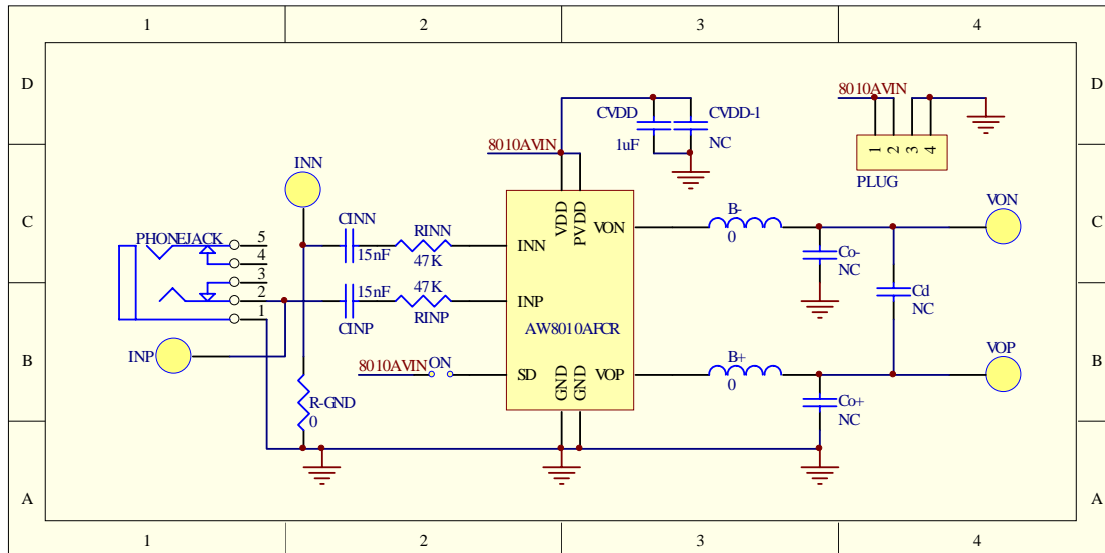 1 2 3 4
D D
8010AVIN
CVDD CVDD-1
1uF NC
8010AVIN
1 2 3 4
PLUG
INN
VDD PVDD
C C
CINN RINN
15nF 47K
INN VON
B-
0
VON
PHONEJACK
5
4
3
2
1
Co-
NC
15nF 47K
CINP RINP
INP
AW8010AFCR
Cd
NC
B B
INP
8010AVIN ON
SD GND GND VOP
B+
0
VOP
R-GND
0
Co+
NC
A A
1 2 3 4